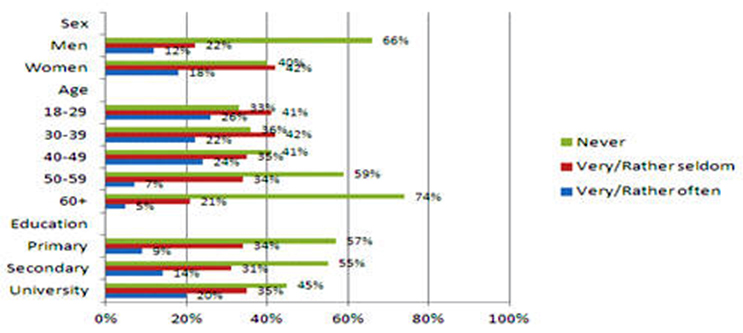 Sex
Men 66% 22% 12%
Women 40% 42% 18%
Age
18-29 33% 41% 26%
30-39 36% 42% 22%
40-49 41% 35% 24%
50-59 59% 34% 7%
60+ 74% 21% 5%
Education
Primary 57% 34% 9%
Secondary 55% 31% 14%
University 45% 35% 20%
0% 20% 40% 60% 80% 100%
Never
Very/Rather seldom
Very/Rather often